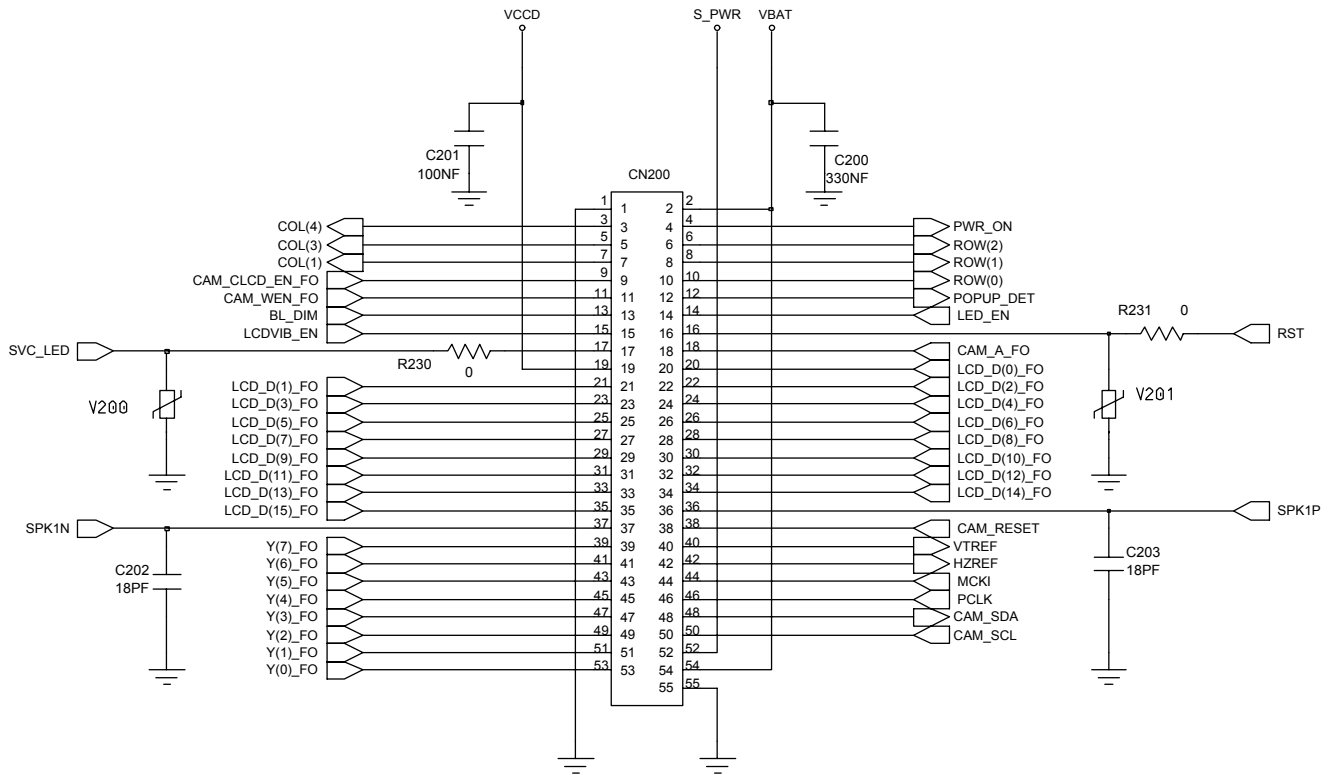 VCCD S_PWR VBAT
C201
100NF
C200
330NF
CN200
1 1 2 2
COL(4) 3 3 4 4 PWR_ON
COL(3) 5 5 6 6 ROW(2)
COL(1) 7 7 8 8 ROW(1)
CAM_CLCD_EN_FO 9 9 10 10 ROW(0)
CAM_WEN_FO 11 11 12 12 POPUP_DET
BL_DIM 13 13 14 14 LED_EN
LCDVIB_EN 15 15 16 16 R231 0 RST
SVC_LED R230 0 17 17 18 18 CAM_A_FO
19 19 20 20 LCD_D(0)_FO
LCD_D(1)_FO 21 21 22 22 LCD_D(2)_FO
V200 LCD_D(3)_FO 23 23 24 24 LCD_D(4)_FO V201
LCD_D(5)_FO 25 25 26 26 LCD_D(6)_FO
LCD_D(7)_FO 27 27 28 28 LCD_D(8)_FO
LCD_D(9)_FO 29 29 30 30 LCD_D(10)_FO
LCD_D(11)_FO 31 31 32 32 LCD_D(12)_FO
LCD_D(13)_FO 33 33 34 34 LCD_D(14)_FO
LCD_D(15)_FO 35 35 36 36 SPK1P
SPK1N 37 37 38 38 CAM_RESET
Y(7)_FO 39 39 40 40 VTREF
Y(6)_FO 41 41 42 42 HZREF
Y(5)_FO 43 43 44 44 MCKI
Y(4)_FO 45 45 46 46 PCLK
Y(3)_FO 47 47 48 48 CAM_SDA
Y(2)_FO 49 49 50 50 CAM_SCL
Y(1)_FO 51 51 52 52
Y(0)_FO 53 53 54 54
55 55
C202
18PF
C203
18PF